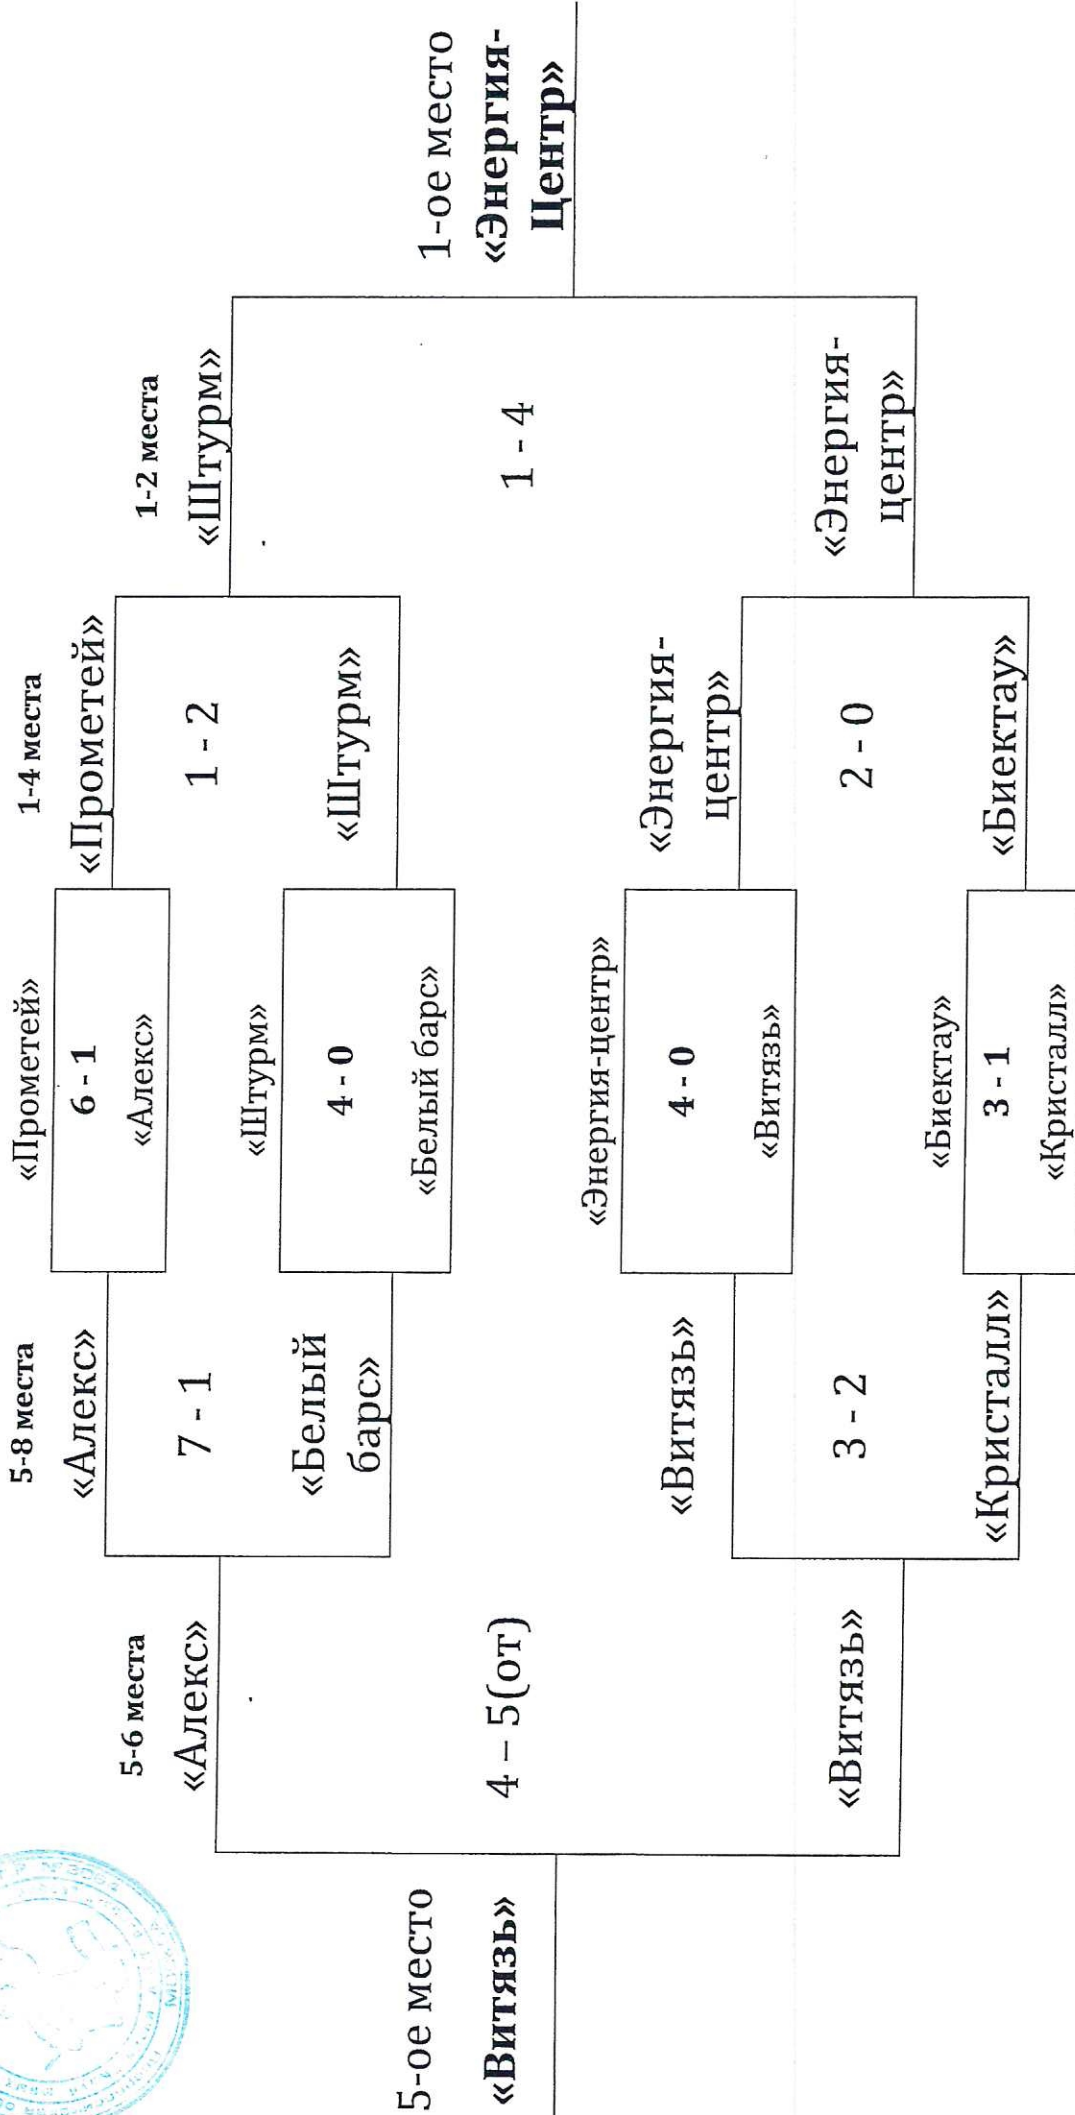 5-8 места
1-4 места
5-6 места
1-2 места
«Прометей»
«Алекс»
6 - 1
«Прометей»
«Алекс»
«Алекс»
7 - 1
1 - 2
«Штурм»
«Штурм»
«Белый
барс»
4 - 0
«Штурм»
«Белый барс»
5-ое место
«Витязь»
4 – 5(от)
1 - 4
1-ое место
«Энергия-
Центр»
«Энергия-центр»
«Энергия-
центр»
«Витязь»
4 - 0
«Витязь»
«Витязь»
3 - 2
2 - 0
«Энергия-
центр»
«Биектау»
«Кристалл»
3 - 1
«Биектау»
«Кристалл»